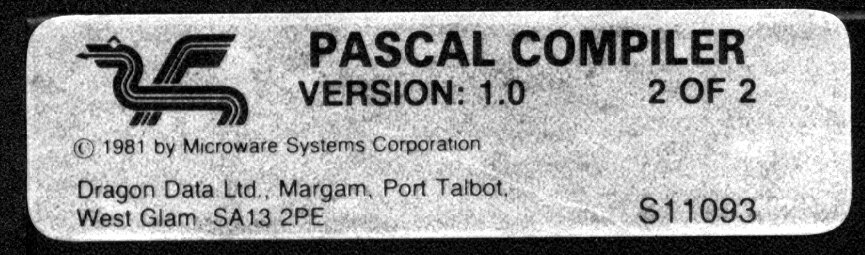 PASCAL COMPILER
VERSION: 1.0 2 OF 2
© 1981 by Microware Systems Corporation
Dragon Data Ltd., Margam, Port Talbot,
West Glam. SA13 2PE S11093